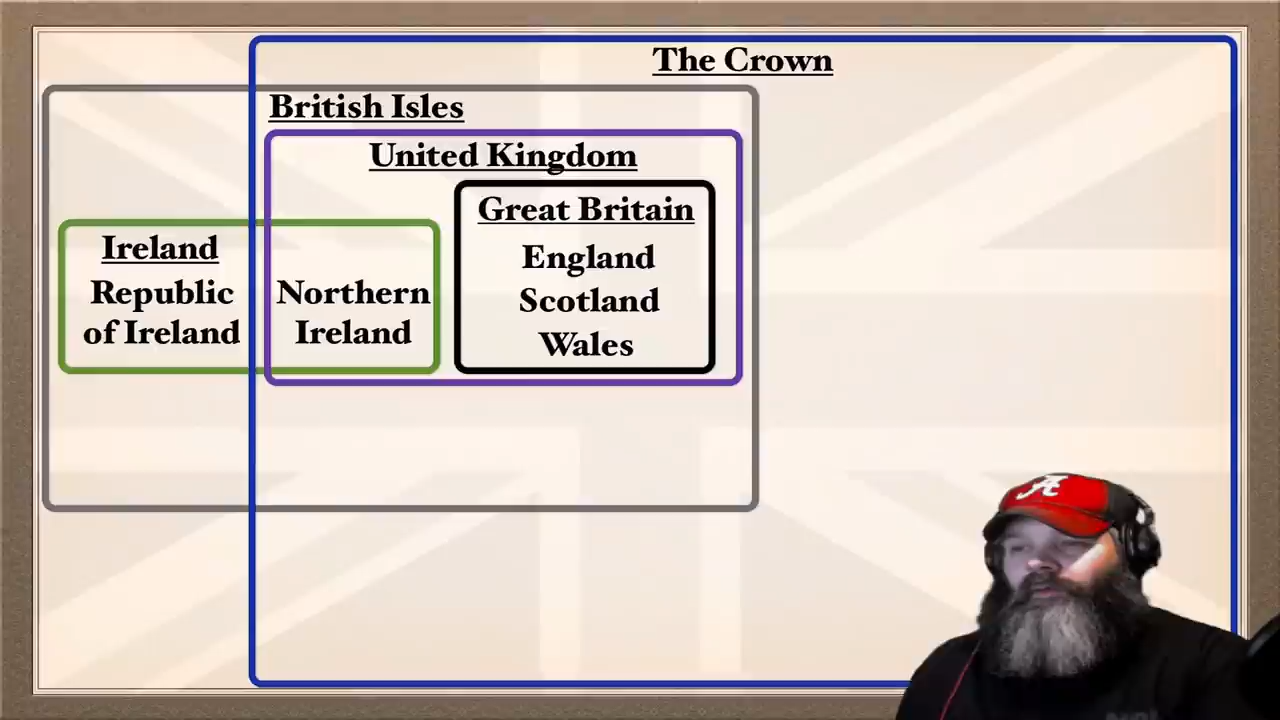 The Crown
British Isles
United Kingdom
Great Britain
England
Scotland
Wales
Ireland
Republic
of Ireland
Northern
Ireland
A